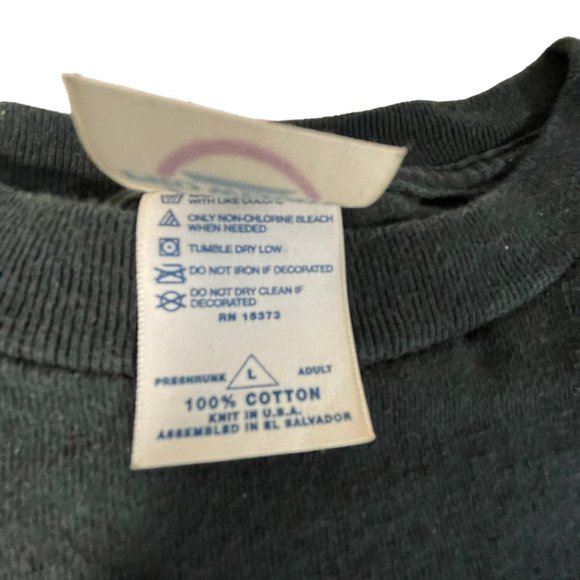 WITH LIKE COLORS
ONLY NON-CHLORINE BLEACH
WHEN NEEDED
TUMBLE DRY LOW
DO NOT IRON IF DECORATED
DO NOT DRY CLEAN IF
DECORATED
RN 16373
PRESHRUNK L ADULT
100% COTTON
KNIT IN U.S.A.
ASSEMBLED IN EL SALVADOR